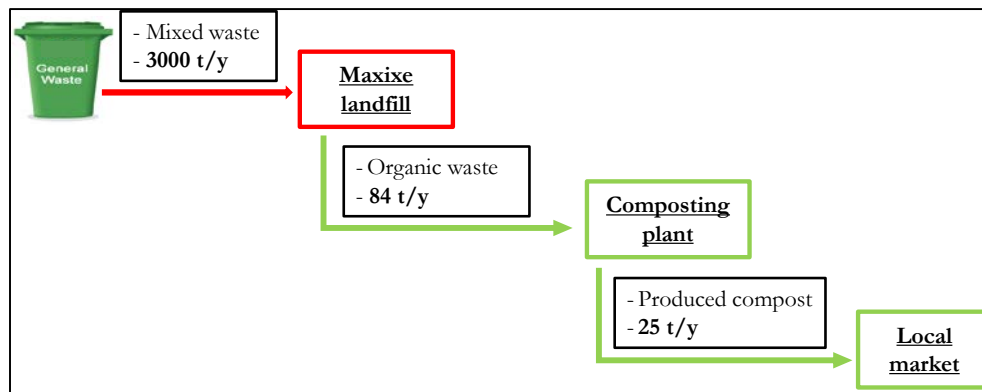 General
Waste
- Mixed waste
- 3000 t/y
Maxixe
landfill
- Organic waste
- 84 t/y
Composting
plant
- Produced compost
- 25 t/y
Local
market